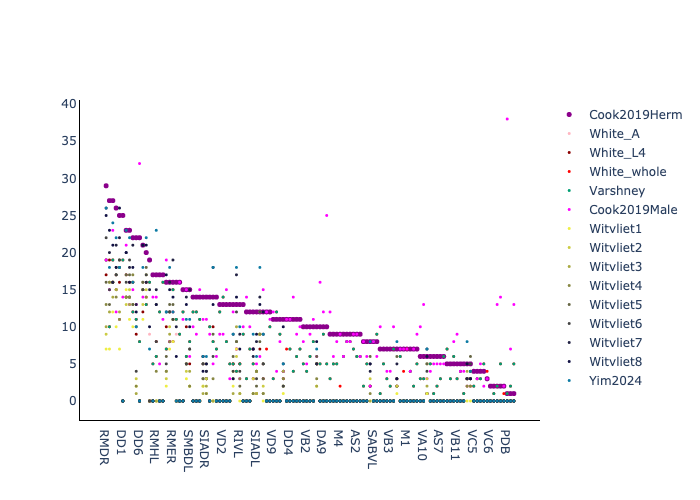 40
35
30
25
20
15
10
5
0
RMDR
DD1
DD6
RMHL
RMER
SMBDL
SIADR
VD2
RIVL
SIADL
VD9
DD4
VB2
DA9
M4
AS2
SABVL
VB3
M1
VA10
AS7
VB11
VC5
VC6
PDB
Cook2019Herm
White_A
White_L4
White_whole
Varshney
Cook2019Male
Witvliet1
Witvliet2
Witvliet3
Witvliet4
Witvliet5
Witvliet6
Witvliet7
Witvliet8
Yim2024